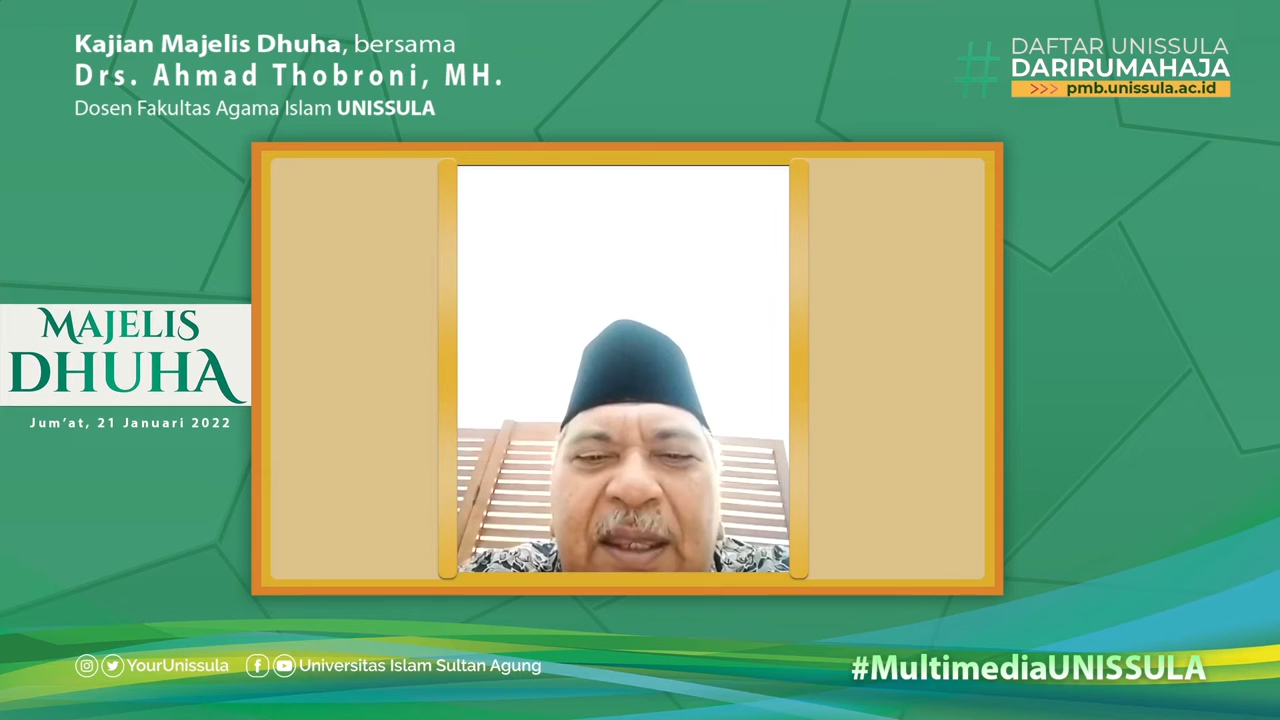 Kajian Majelis Dhuha, bersama
Drs. Ahmad Thobroni, MH.
Dosen Fakultas Agama Islam UNISSULA
# DAFTAR UNISSULA
DARIRUMAHAJA
>>> pmb.unissula.ac.id
MAJELIS
DHUHA
Jum'at, 21 Januari 2022
YourUnissula
Universitas Islam Sultan Agung
#MultimediaUNISSULA